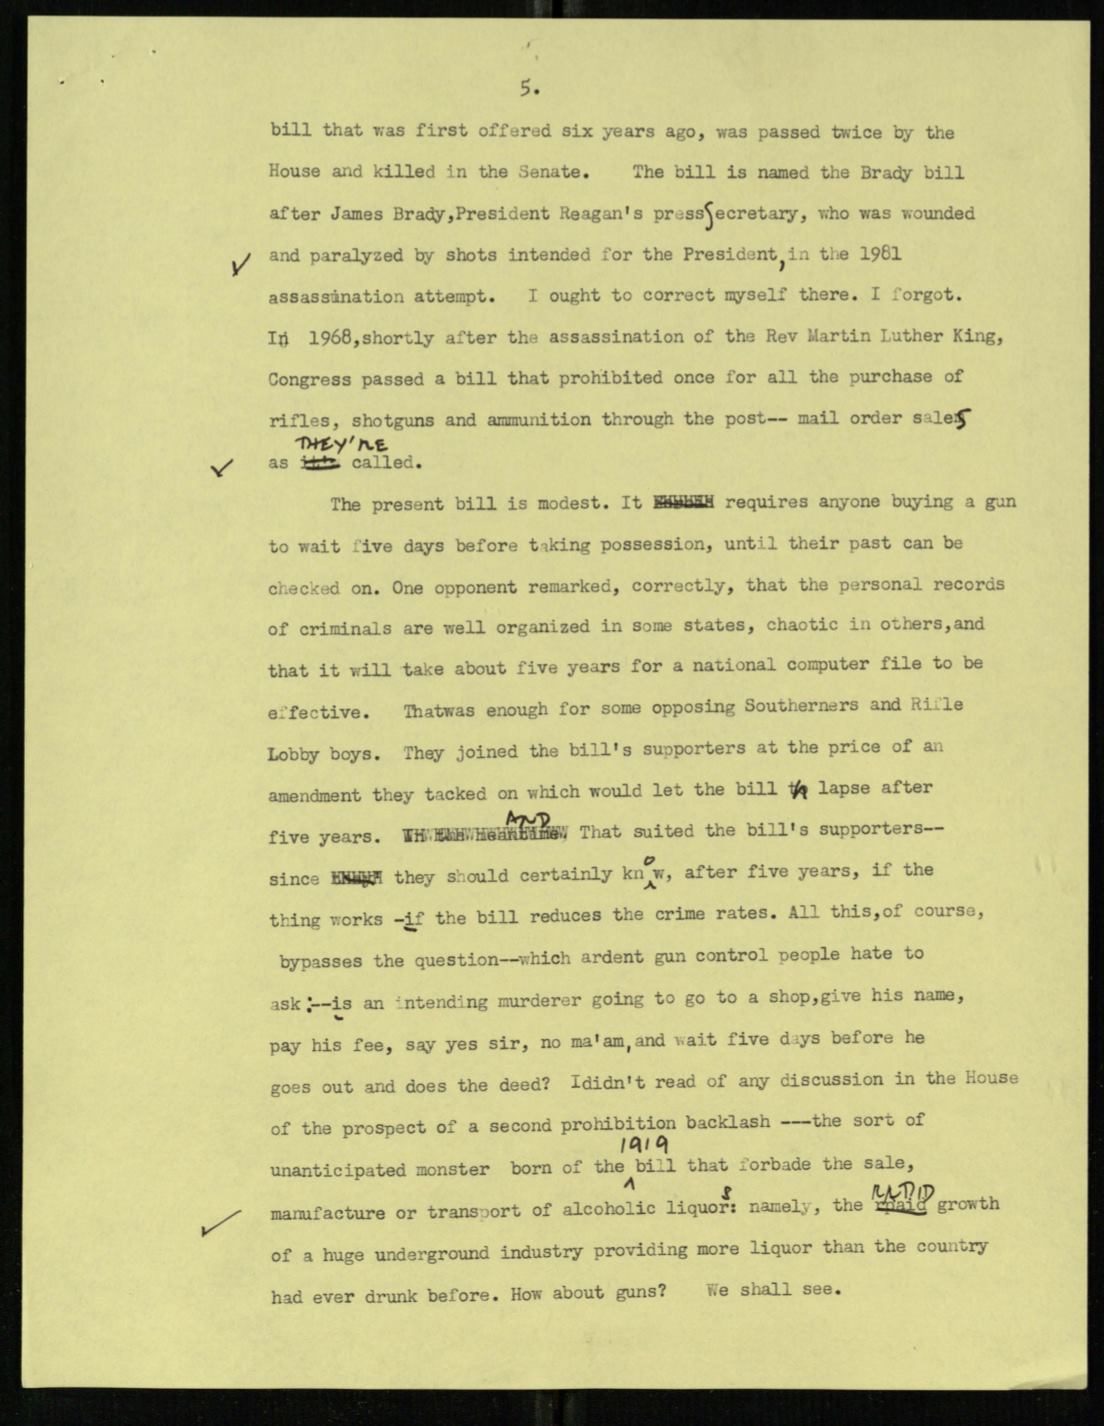 5.
bill that was first offered six years ago, was passed twice by the
House and killed in the Senate. The bill is named the Brady bill
after James Brady,President Reagan's press Secretary, who was wounded
and paralyzed by shots intended for the President, in the 1981
assassination attempt. I ought to correct myself there. I forgot.
In 1968,shortly after the assassination of the Rev Martin Luther King,
Congress passed a bill that prohibited once for all the purchase of
rifles, shotguns and ammunition through the post-- mail order sales
THEY'RE
as it's called.
The present bill is modest. It requires anyone buying a gun
to wait five days before taking possession, until their past can be
checked on. One opponent remarked, correctly, that the personal records
of criminals are well organized in some states, chaotic in others,and
that it will take about five years for a national computer file to be
effective. Thatwas enough for some opposing Southerners and Rifle
Lobby boys. They joined the bill's supporters at the price of an
amendment they tacked on which would let the bill lapse after
AND
five years. That suited the bill's supporters--
since they should certainly know, after five years, if the
thing works -if the bill reduces the crime rates. All this,of course,
bypasses the question--which ardent gun control people hate to
ask:--is an intending murderer going to go to a shop,give his name,
pay his fee, say yes sir, no ma'am,and wait five days before he
goes out and does the deed? Ididn't read of any discussion in the House
of the prospect of a second prohibition backlash ---the sort of
1919
unanticipated monster born of the bill that forbade the sale,
RAPID
manufacture or transport of alcoholic liquors: namely, the rpaid growth
of a huge underground industry providing more liquor than the country
had ever drunk before. How about guns? We shall see.